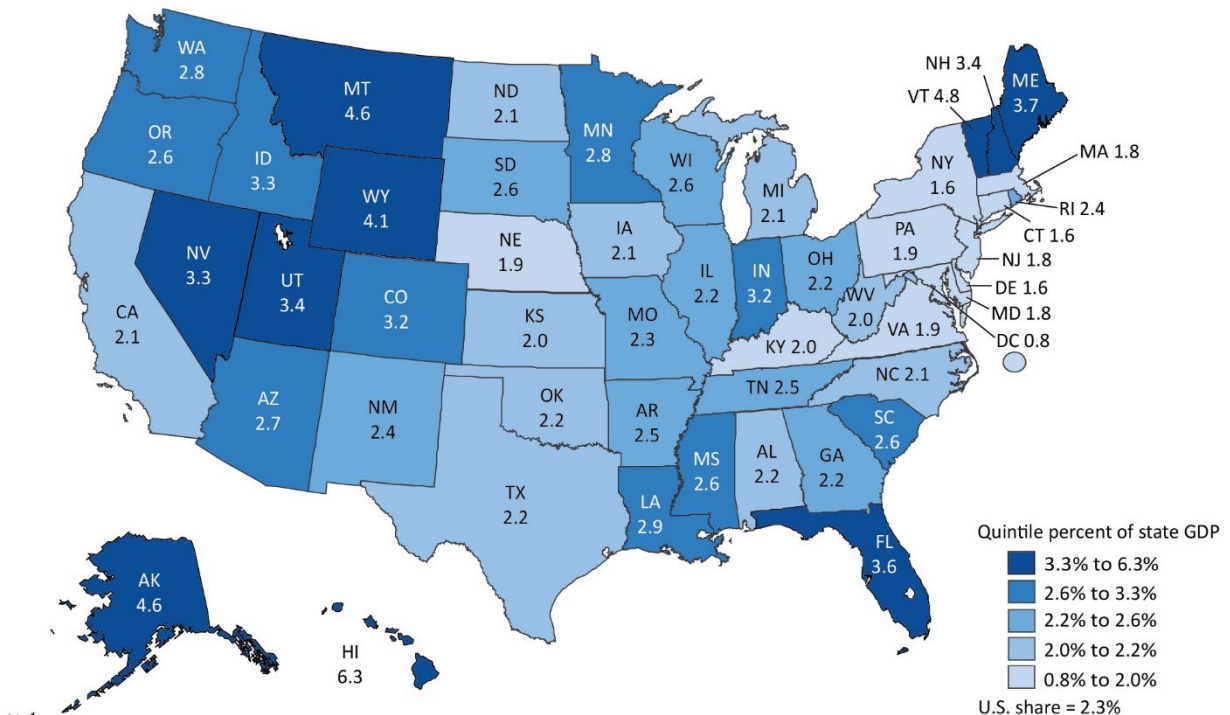 WA
2.8
MT
4.6
ND
2.1
MN
2.8
NH 3.4
ME
3.7
VT 4.8
OR
2.6
ID
3.3
SD
2.6
WI
2.6
NY
1.6
MA 1.8
WY
4.1
MI
2.1
RI 2.4
CT 1.6
NE
1.9
IA
2.1
PA
1.9
NJ 1.8
NV
3.3
UT
3.4
CO
3.2
IL
2.2
IN
3.2
OH
2.2
DE 1.6
MD 1.8
DC 0.8
CA
2.1
KS
2.0
MO
2.3
WV
2.0
VA 1.9
KY 2.0
AZ
2.7
NM
2.4
OK
2.2
AR
2.5
TN 2.5
NC 2.1
SC
2.6
TX
2.2
LA
2.9
MS
2.6
AL
2.2
GA
2.2
FL
3.6
AK
4.6
HI
6.3
Quintile percent of state GDP
3.3% to 6.3%
2.6% to 3.3%
2.2% to 2.6%
2.0% to 2.2%
0.8% to 2.0%
U.S. share = 2.3%